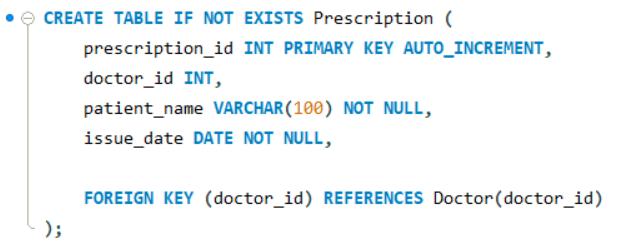 CREATE TABLE IF NOT EXISTS Prescription (
prescription_id INT PRIMARY KEY AUTO_INCREMENT,
doctor_id INT,
patient_name VARCHAR(100) NOT NULL,
issue_date DATE NOT NULL,
FOREIGN KEY (doctor_id) REFERENCES Doctor(doctor_id)
);